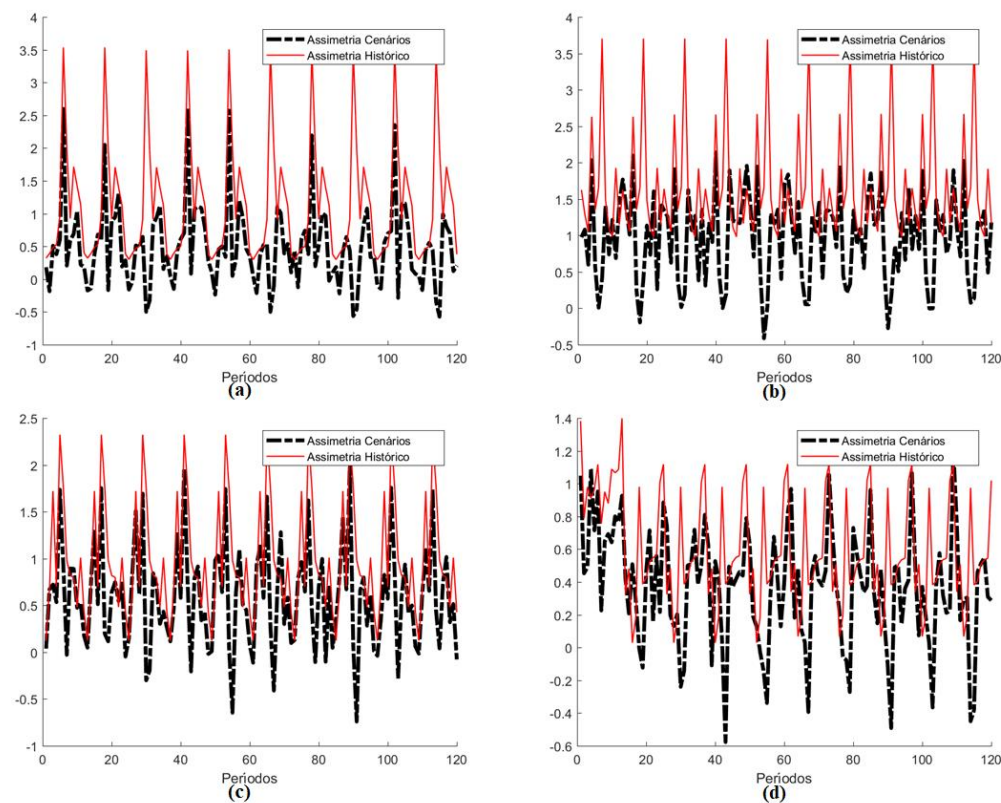 4
3.5
3
2.5
2
1.5
1
0.5
0
-0.5
-1
0 20 40 60 80 100 120
Períodos
Assimetria Cenários
Assimetria Histórico
(a)
4
3.5
3
2.5
2
1.5
1
0.5
0
-0.5
0 20 40 60 80 100 120
Períodos
Assimetria Cenários
Assimetria Histórico
(b)
2.5
2
1.5
1
0.5
0
-0.5
-1
0 20 40 60 80 100 120
Períodos
Assimetria Cenários
Assimetria Histórico
(c)
1.4
1.2
1
0.8
0.6
0.4
0.2
0
-0.2
-0.4
-0.6
0 20 40 60 80 100 120
Períodos
Assimetria Cenários
Assimetria Histórico
(d)